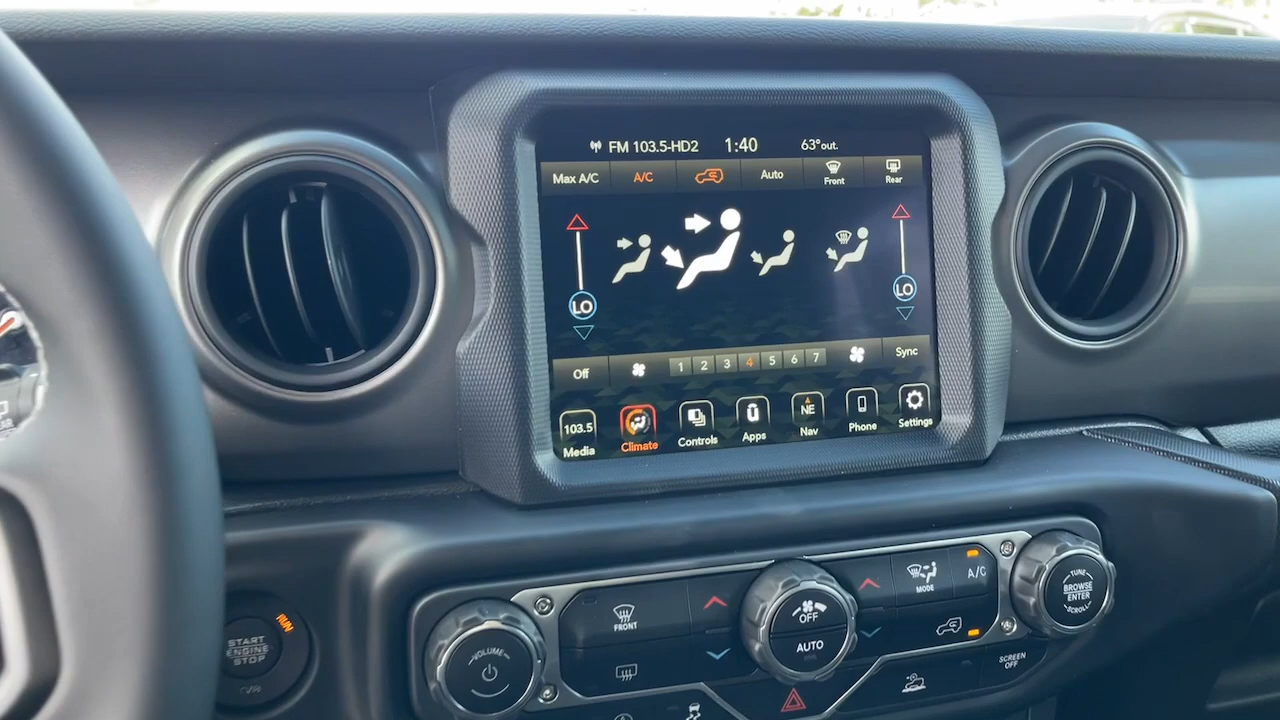 FM 103.5-HD2 1:40 63°out.
Max A/C A/C Auto Front Rear
LO LO
Off 1 2 3 4 5 6 7 Sync
103.5 NE
Media Climate Controls Apps Nav Phone Settings
RUN
START
ENGINE
STOP
VOLUME
FRONT
OFF
AUTO
MODE
A/C
SCREEN
OFF
TUNE
BROWSE
ENTER
SCROLL